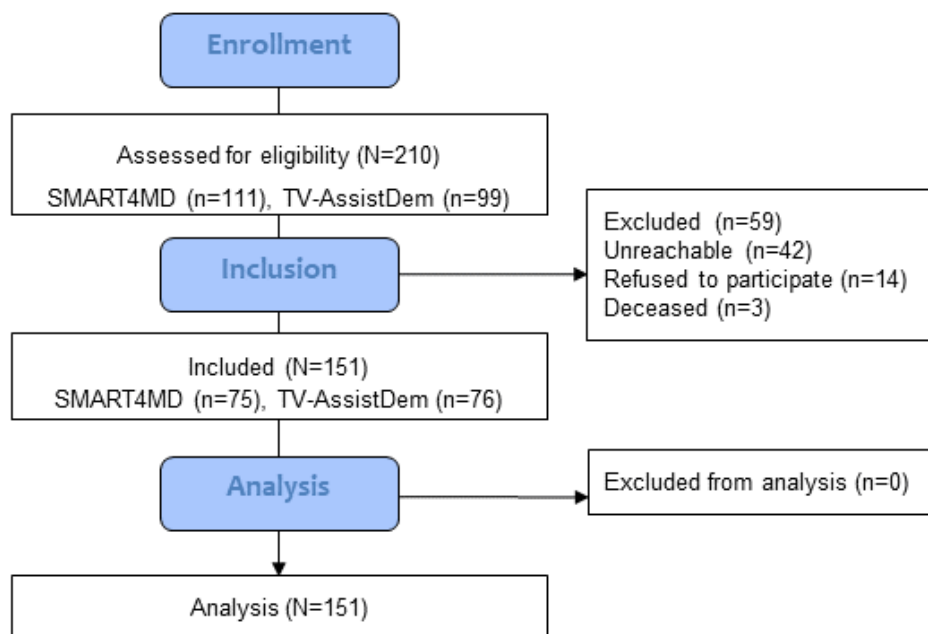 Enrollment
Assessed for eligibility (N=210)
SMART4MD (n=111), TV-AssistDem (n=99)
Inclusion
Excluded (n=59)
Unreachable (n=42)
Refused to participate (n=14)
Deceased (n=3)
Included (N=151)
SMART4MD (n=75), TV-AssistDem (n=76)
Analysis
Excluded from analysis (n=0)
Analysis (N=151)